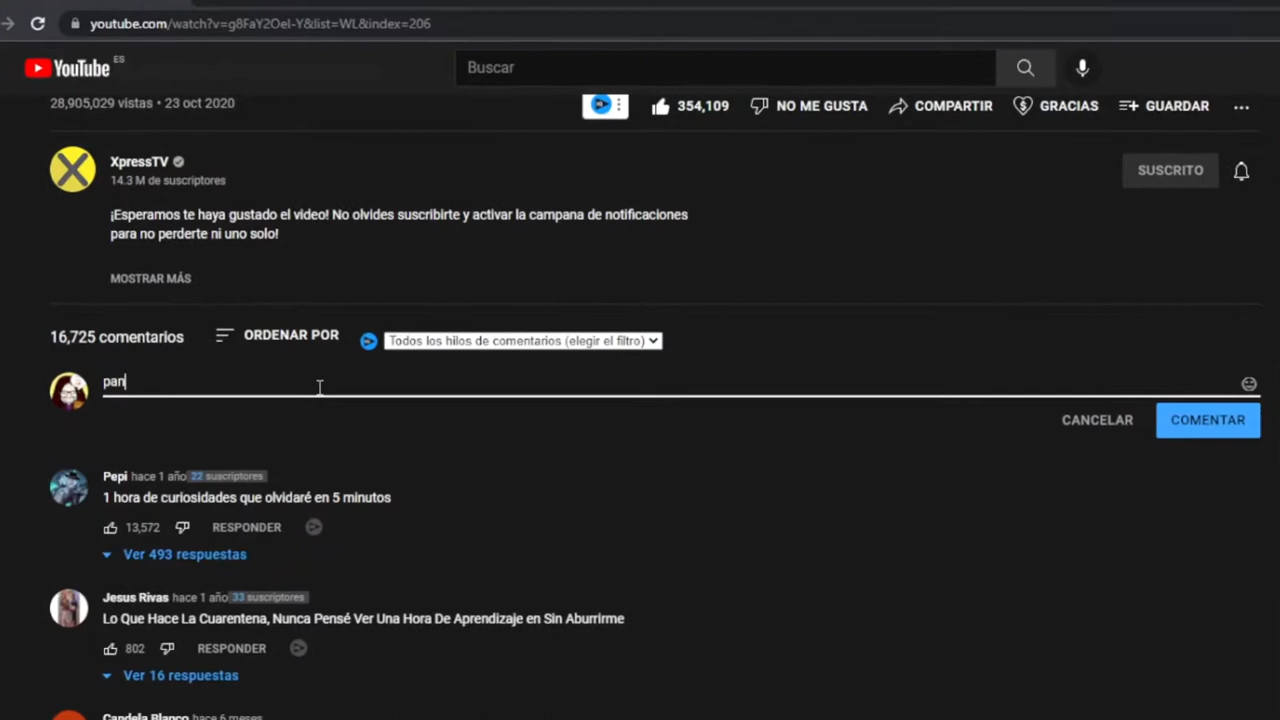 youtube.com/watch?v=g8FaY2OeI-Y&list=WL&index=206
YouTube ES
Buscar
28,905,029 vistas • 23 oct 2020
354,109 NO ME GUSTA COMPARTIR GRACIAS GUARDAR
XpressTV
14.3 M de suscriptores
SUSCRITO
¡Esperamos te haya gustado el video! No olvides suscribirte y activar la campana de notificaciones
para no perderte ni uno solo!
MOSTRAR MÁS
16,725 comentarios ORDENAR POR Todos los hilos de comentarios (elegir el filtro)
pan
CANCELAR COMENTAR
Pepi hace 1 año 22 suscriptores
1 hora de curiosidades que olvidaré en 5 minutos
13,572 RESPONDER
Ver 493 respuestas
Jesus Rivas hace 1 año 33 suscriptores
Lo Que Hace La Cuarentena, Nunca Pensé Ver Una Hora De Aprendizaje en Sin Aburrirme
802 RESPONDER
Ver 16 respuestas
Candela Blanco hace 6 meses